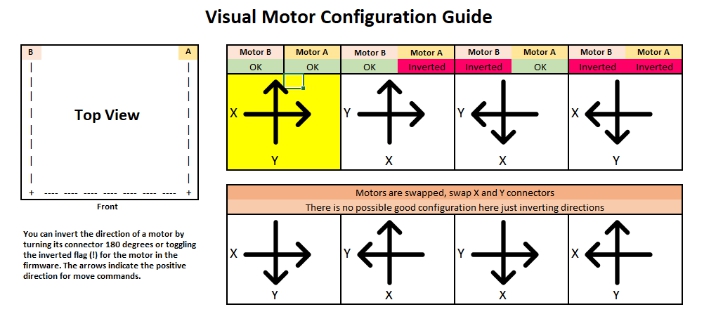 Visual Motor Configuration Guide
B A
Top View
Front
You can invert the direction of a motor by
turning its connector 180 degrees or toggling
the inverted flag (!) for the motor in the
firmware. The arrows indicate the positive
direction for move commands.
Motor B Motor A Motor B Motor A Motor B Motor A Motor B Motor A
OK OK OK Inverted Inverted OK Inverted Inverted
X Y Y X
Y X X Y
Motors are swapped, swap X and Y connectors
There is no possible good configuration here just inverting directions
X Y Y X
Y X X Y